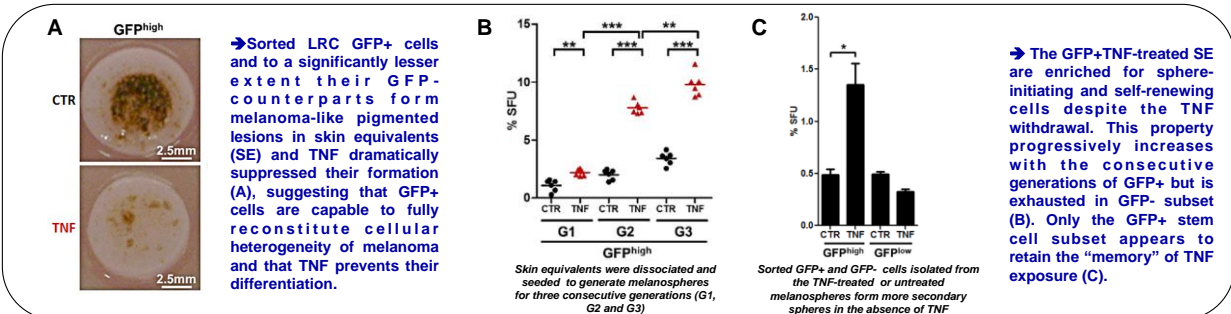 A
GFPhigh
CTR
2.5mm
TNF
2.5mm
➔Sorted LRC GFP+ cells
and to a significantly lesser
extent their GFP-
counterparts form
melanoma-like pigmented
lesions in skin equivalents
(SE) and TNF dramatically
suppressed their formation
(A), suggesting that GFP+
cells are capable to fully
reconstitute cellular
heterogeneity of melanoma
and that TNF prevents their
differentiation.
B
15
10
5
0
% SFU
*** **
** *** ***
CTR TNF CTR TNF CTR TNF
G1 G2 G3
GFPhigh
Skin equivalents were dissociated and
seeded to generate melanospheres
for three consecutive generations (G1,
G2 and G3)
C
2.0
1.5
1.0
0.5
0.0
% SFU
*
CTR TNF CTR TNF
GFPhigh GFPlow
Sorted GFP+ and GFP- cells isolated from
the TNF-treated or untreated
melanospheres form more secondary
spheres in the absence of TNF
➔ The GFP+TNF-treated SE
are enriched for sphere-
initiating and self-renewing
cells despite the TNF
withdrawal. This property
progressively increases
with the consecutive
generations of GFP+ but is
exhausted in GFP- subset
(B). Only the GFP+ stem
cell subset appears to
retain the “memory” of TNF
exposure (C).